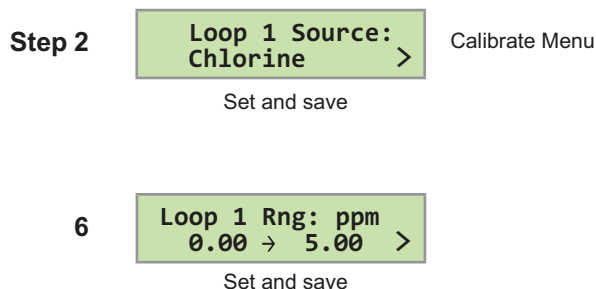 Step 2
Loop 1 Source:
Chlorine >
Calibrate Menu
Set and save
6
Loop 1 Rng: ppm
0.00 → 5.00 >
Set and save